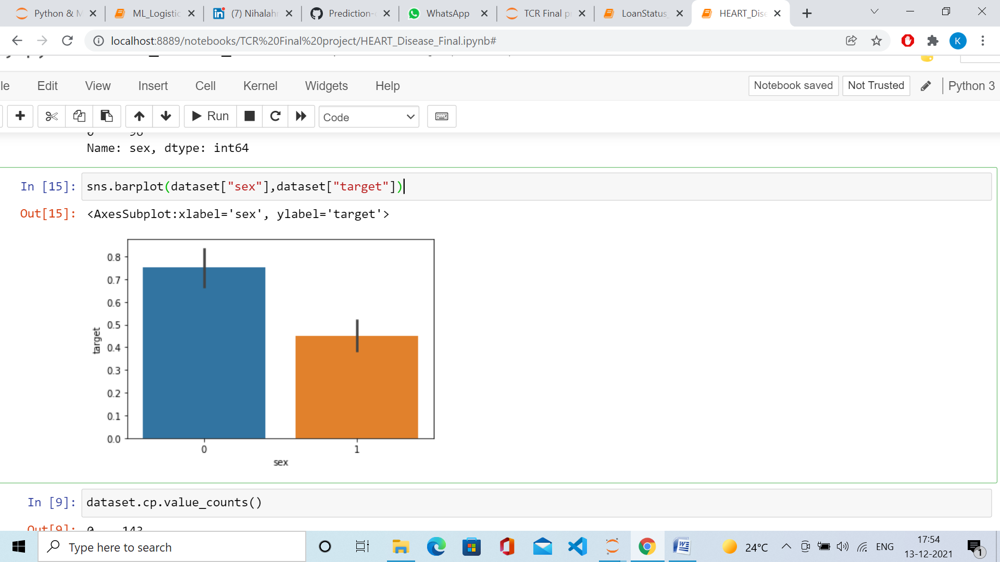 Python & M
ML_Logistic
(7) Nihalahm
Prediction-
WhatsApp
TCR Final p
LoanStatus_
HEART_Dise
localhost:8889/notebooks/TCR%20Final%20project/HEART_Disease_Final.ipynb#
K
le Edit View Insert Cell Kernel Widgets Help
Notebook saved Not Trusted Python 3
Run Code
Name: sex, dtype: int64
In [15]: sns.barplot(dataset["sex"],dataset["target"])
Out[15]: <AxesSubplot:xlabel='sex', ylabel='target'>
0.8
0.7
0.6
0.5
0.4
0.3
0.2
0.1
0.0
target
0 1
sex
In [9]: dataset.cp.value_counts()
Out[9]: 0 143
Type here to search
24°C ENG
17:54
13-12-2021
1